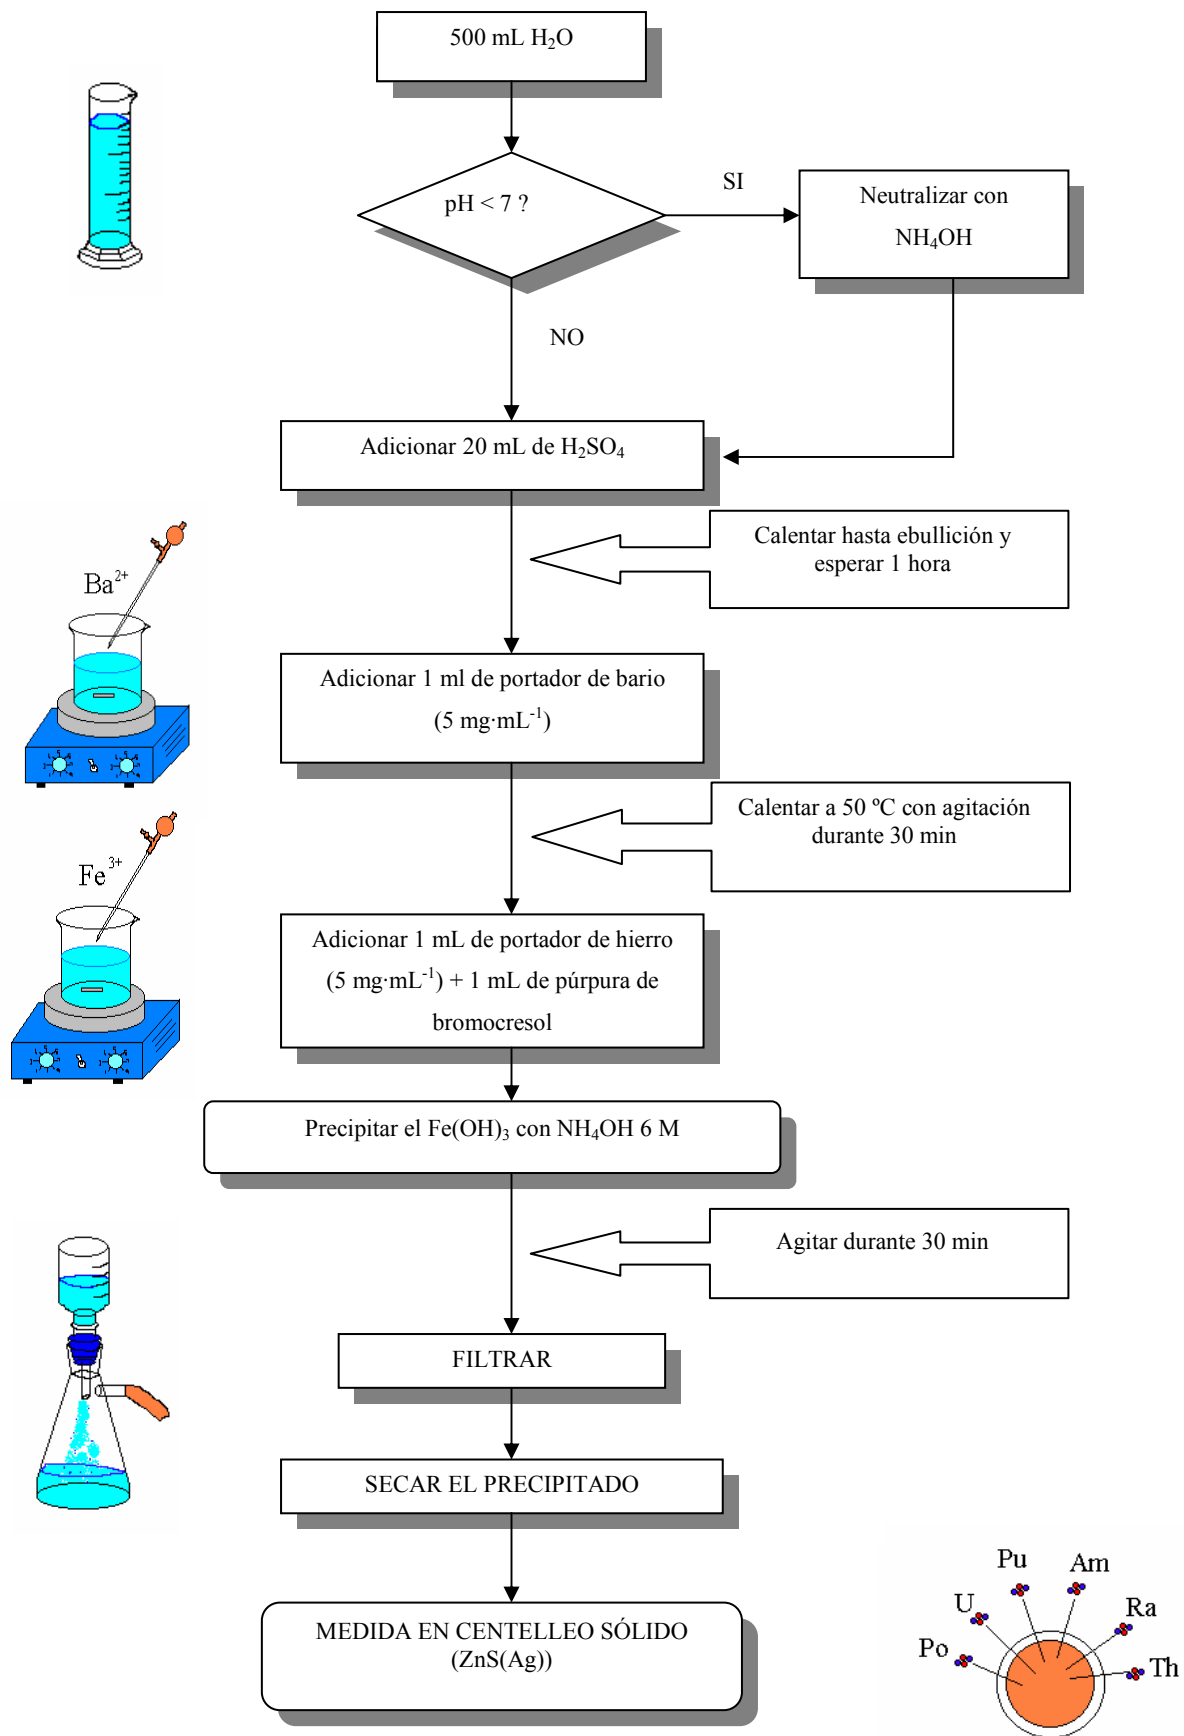 500 mL H₂O
pH < 7 ?
SI
Neutralizar con
NH₄OH
NO
Adicionar 20 mL de H₂SO₄
Calentar hasta ebullición y
esperar 1 hora
Ba²⁺
Adicionar 1 ml de portador de bario
(5 mg·mL⁻¹)
Calentar a 50 ºC con agitación
durante 30 min
Fe³⁺
Adicionar 1 mL de portador de hierro
(5 mg·mL⁻¹) + 1 mL de púrpura de
bromocresol
Precipitar el Fe(OH)₃ con NH₄OH 6 M
Agitar durante 30 min
FILTRAR
SECAR EL PRECIPITADO
MEDIDA EN CENTELLEO SÓLIDO
(ZnS(Ag))
Pu
Am
U
Ra
Po
Th